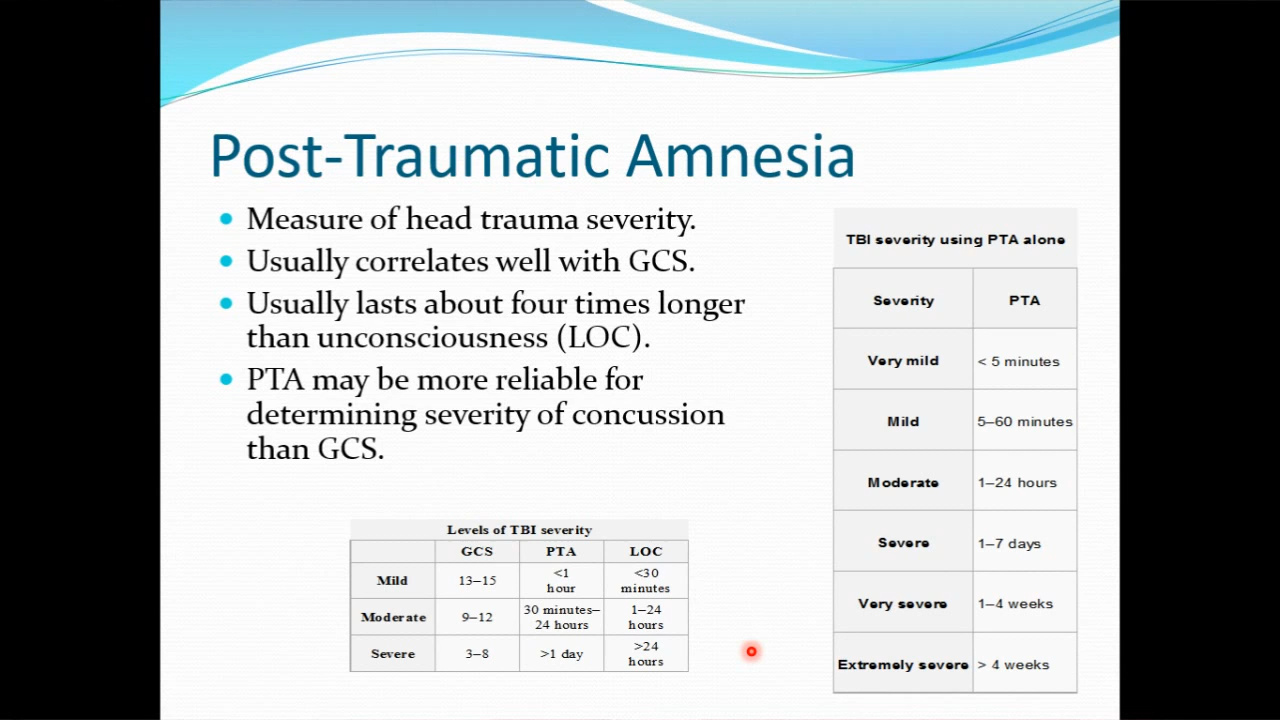 Post-Traumatic Amnesia
Measure of head trauma severity.
Usually correlates well with GCS.
Usually lasts about four times longer
than unconsciousness (LOC).
PTA may be more reliable for
determining severity of concussion
than GCS.
Levels of TBI severity
GCS PTA LOC
Mild 13–15 <1 hour <30 minutes
Moderate 9–12 30 minutes–24 hours 1–24 hours
Severe 3–8 >1 day >24 hours
TBI severity using PTA alone
Severity PTA
Very mild < 5 minutes
Mild 5–60 minutes
Moderate 1–24 hours
Severe 1–7 days
Very severe 1–4 weeks
Extremely severe > 4 weeks